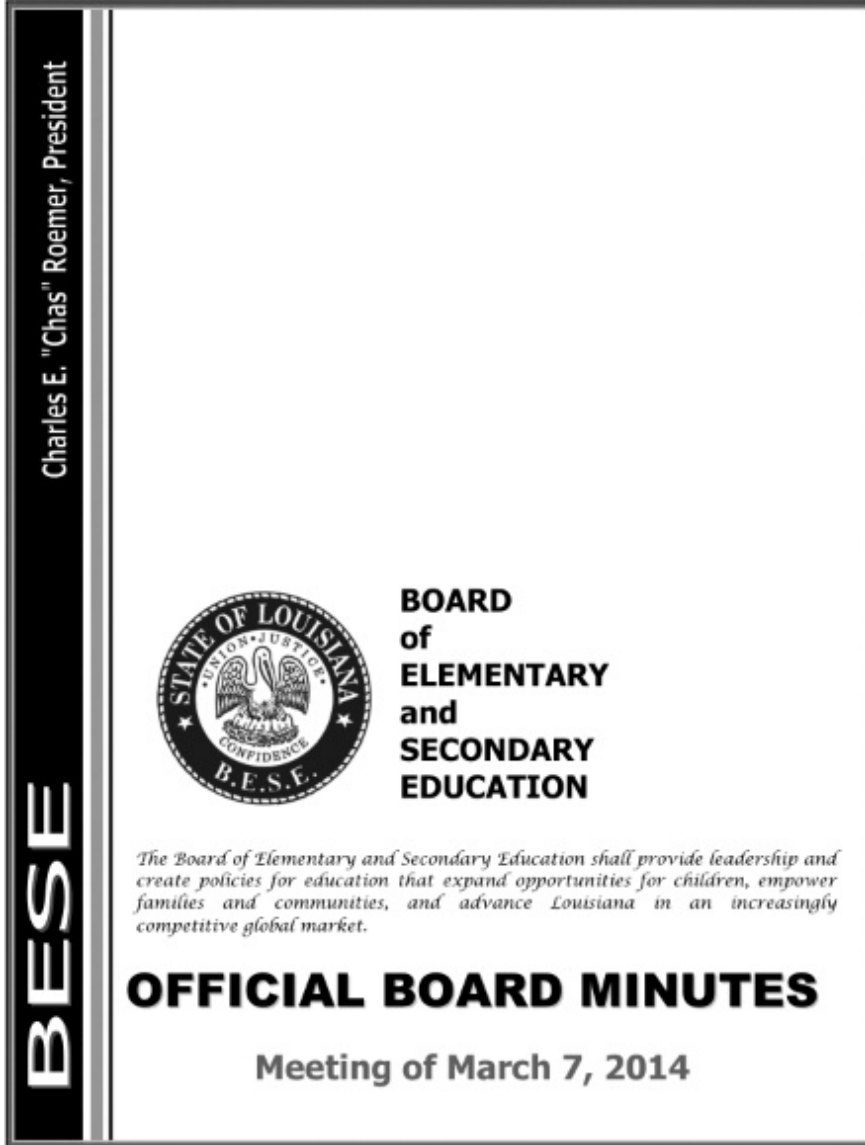 Charles E. "Chas" Roemer, President
BESE
STATE OF LOUISIANA
UNION JUSTICE
CONFIDENCE
B.E.S.E.
BOARD
of
ELEMENTARY
and
SECONDARY
EDUCATION
The Board of Elementary and Secondary Education shall provide leadership and
create policies for education that expand opportunities for children, empower
families and communities, and advance Louisiana in an increasingly
competitive global market.
OFFICIAL BOARD MINUTES
Meeting of March 7, 2014